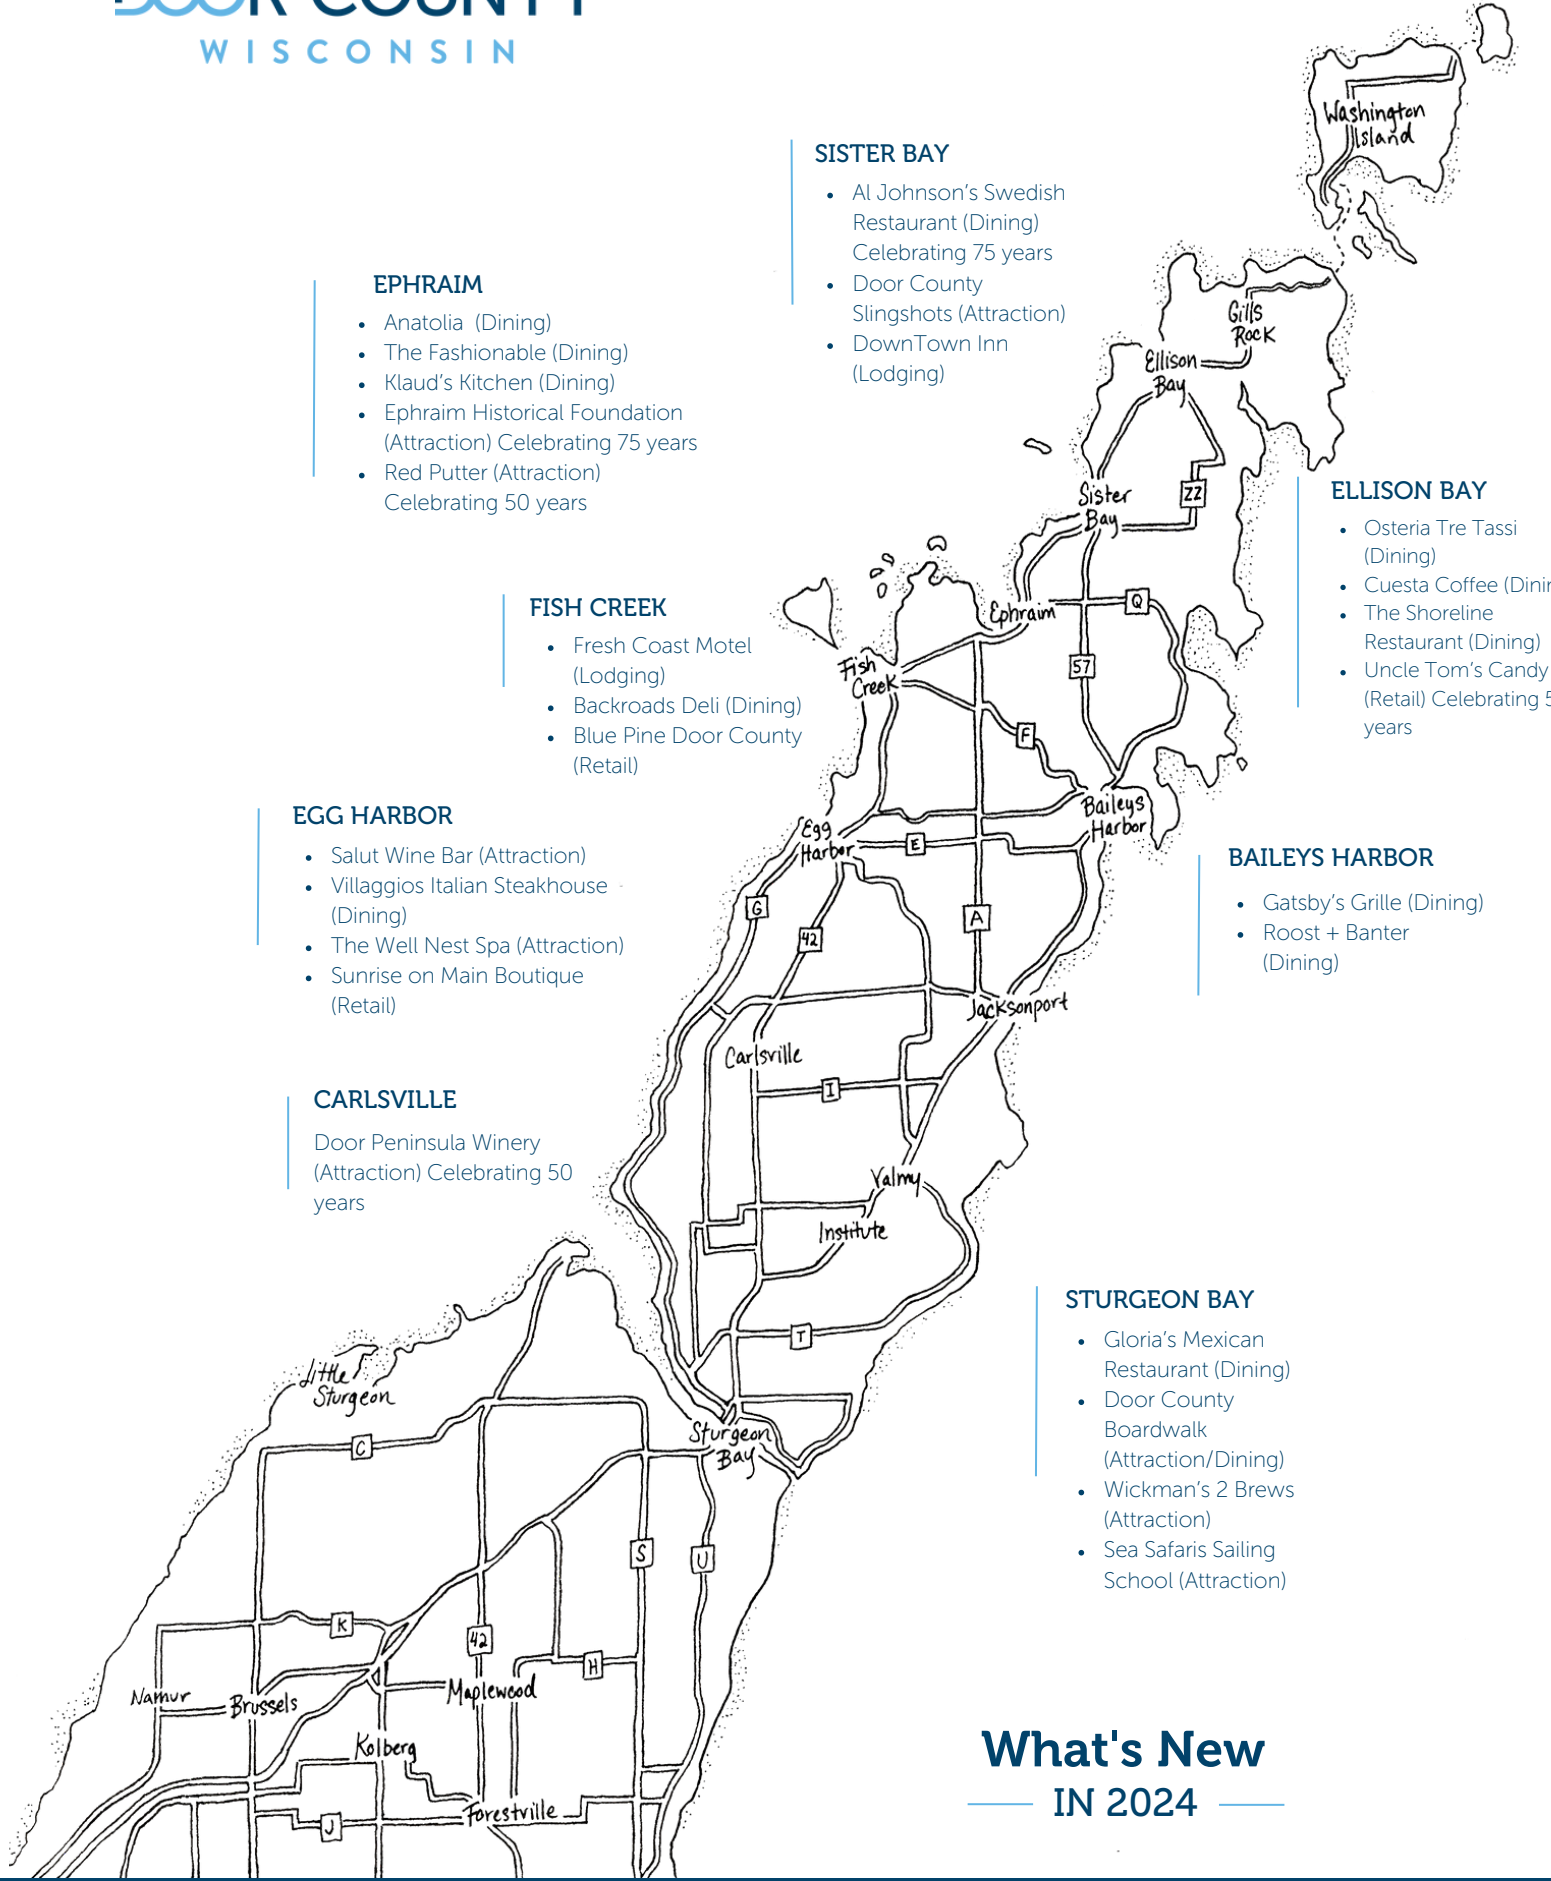 DOOR COUNTY
WISCONSIN
Washington
Island
SISTER BAY
• Al Johnson's Swedish
Restaurant (Dining)
Celebrating 75 years
• Door County
Slingshots (Attraction)
• DownTown Inn
(Lodging)
EPHRAIM
• Anatolia (Dining)
• The Fashionable (Dining)
• Klaud's Kitchen (Dining)
• Ephraim Historical Foundation
(Attraction) Celebrating 75 years
• Red Putter (Attraction)
Celebrating 50 years
Gills
Rock
Ellison
Bay
Sister
Bay
ZZ
ELLISON BAY
• Osteria Tre Tassi
(Dining)
• Cuesta Coffee (Dinin
• The Shoreline
Restaurant (Dining)
• Uncle Tom's Candy
(Retail) Celebrating 5
years
FISH CREEK
• Fresh Coast Motel
(Lodging)
• Backroads Deli (Dining)
• Blue Pine Door County
(Retail)
Ephraim
Q
57
Fish
Creek
F
EGG HARBOR
• Salut Wine Bar (Attraction)
• Villaggios Italian Steakhouse
(Dining)
• The Well Nest Spa (Attraction)
• Sunrise on Main Boutique
(Retail)
Egg
Harbor
E
Baileys
Harbor
BAILEYS HARBOR
• Gatsby's Grille (Dining)
• Roost + Banter
(Dining)
G
42
A
Jacksonport
Carlsville
I
CARLSVILLE
Door Peninsula Winery
(Attraction) Celebrating 50
years
Valmy
Institute
T
STURGEON BAY
• Gloria's Mexican
Restaurant (Dining)
• Door County
Boardwalk
(Attraction/Dining)
• Wickman's 2 Brews
(Attraction)
• Sea Safaris Sailing
School (Attraction)
Little
Sturgeon
C
Sturgeon
Bay
S
U
K
42
H
Namur
Brussels
Maplewood
Kolberg
Forestville
J
What's New
IN 2024